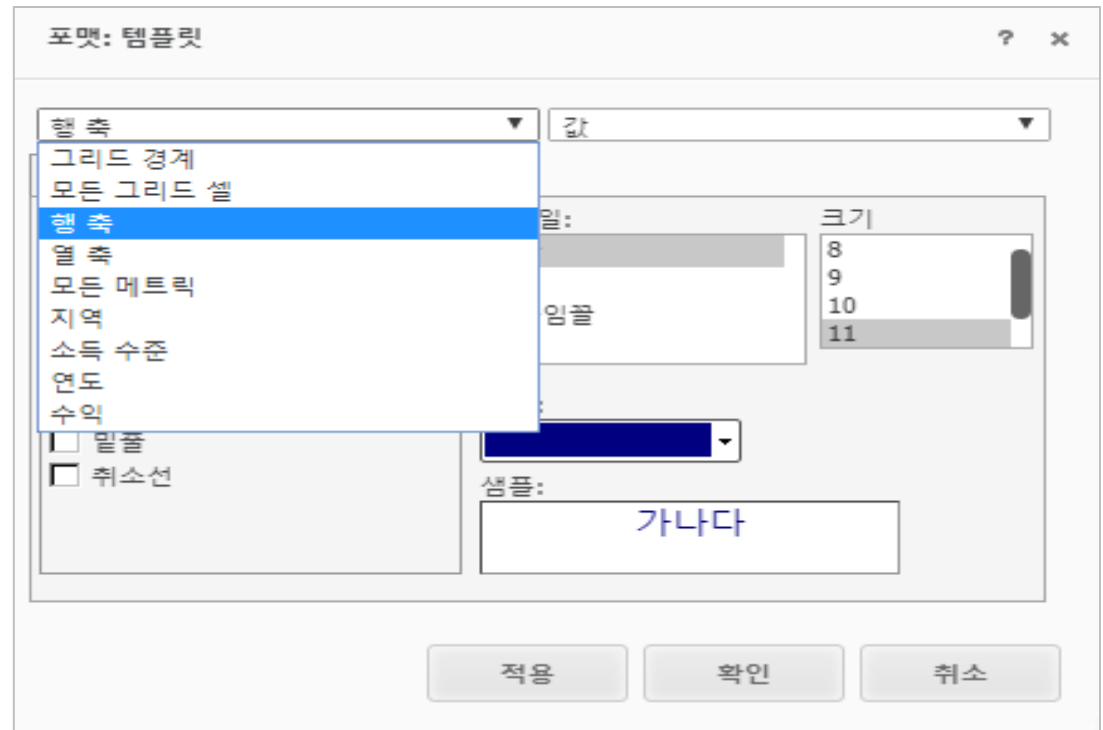 포맷: 템플릿 ? ×
행 축 ▼ 값 ▼
그리드 경계
모든 그리드 셀
행 축
열 축
모든 메트릭
지역
소득 수준
연도
수익
일:
임꼴
크기
8
9
10
11
취소선
샘플:
가나다
적용 확인 취소